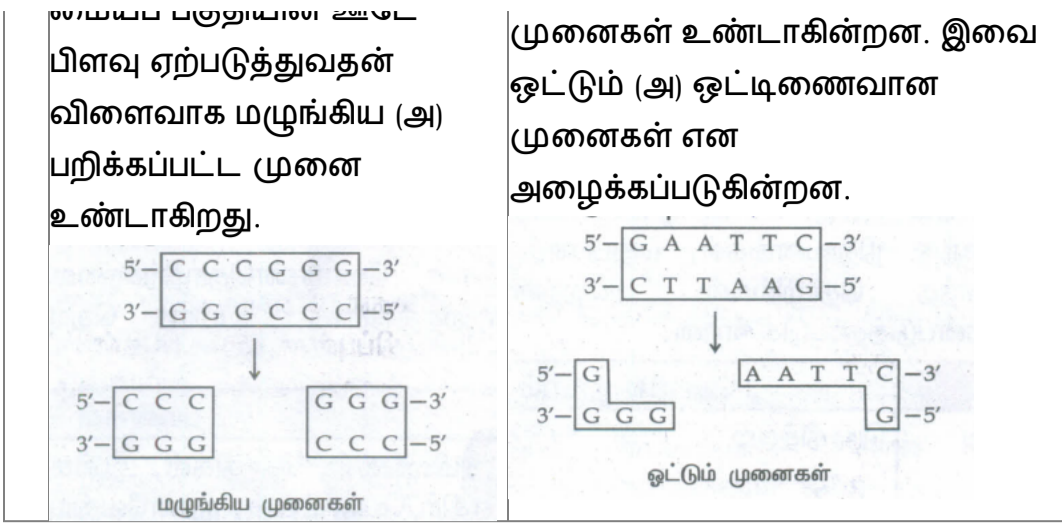 பிளவு ஏற்படுத்துவதன்
விளைவாக மழுங்கிய (அ)
பறிக்கப்பட்ட முனை
உண்டாகிறது.
5′– C C C G G G – 3′
3′– G G G C C C – 5′
5′– C C C G G G –3′
3′– G G G C C C –5′
மழுங்கிய முனைகள்
முனைகள் உண்டாகின்றன. இவை
ஒட்டும் (அ) ஒட்டிணைவான
முனைகள் என
அழைக்கப்படுகின்றன.
5′– G A A T T C –3′
3′– C T T A A G –5′
5′– G A A T T C –3′
3′– G G G G –5′
ஒட்டும் முனைகள்